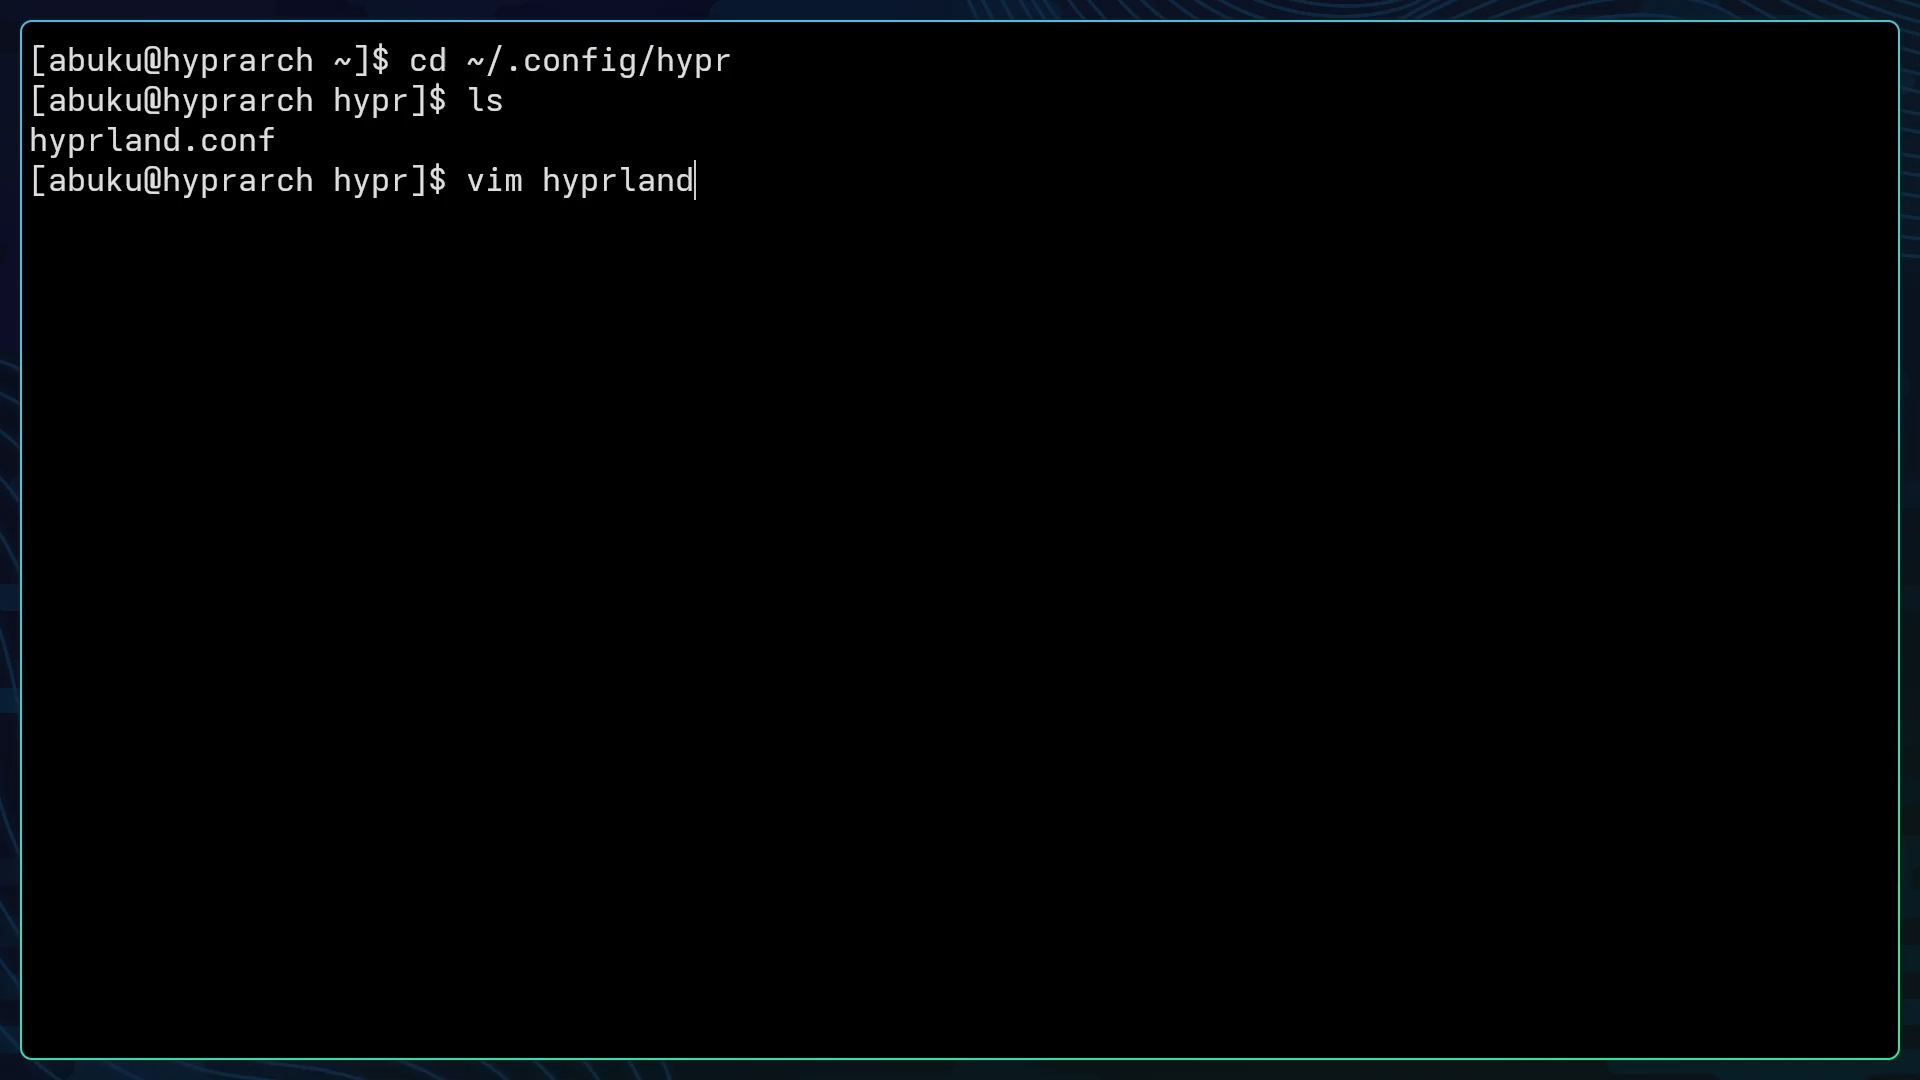 [abuku@hyprarch ~]$ cd ~/.config/hypr
[abuku@hyprarch hypr]$ ls
hyprland.conf
[abuku@hyprarch hypr]$ vim hyprland